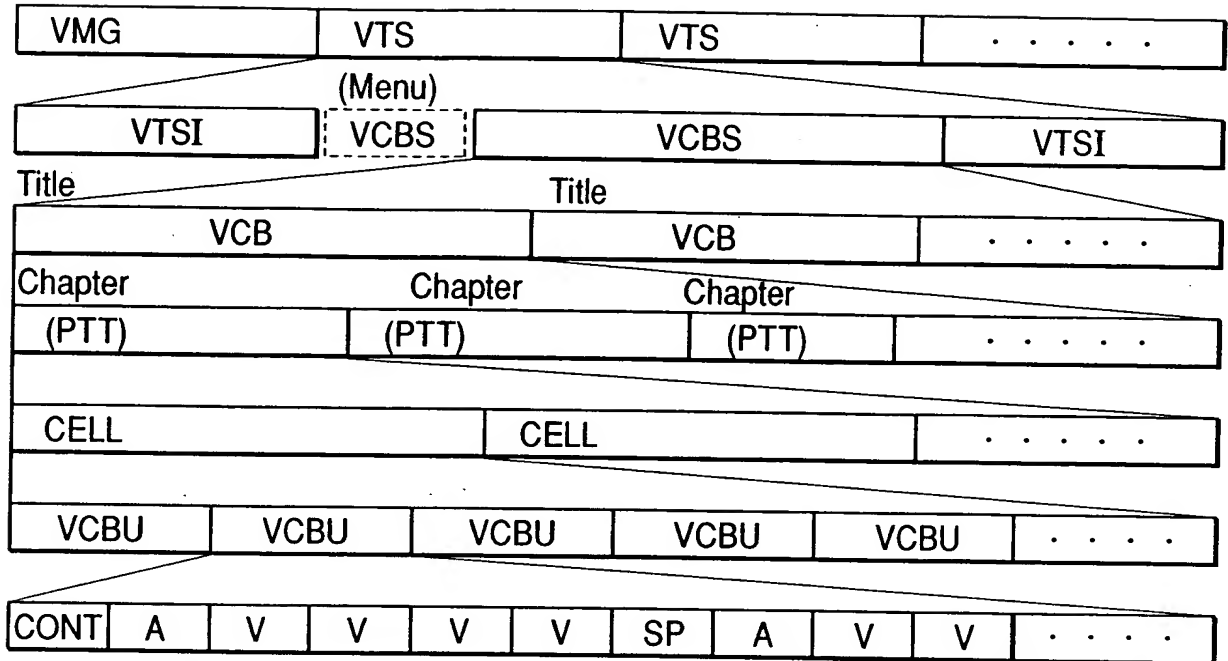 VMG VTS VTS . . . . .
(Menu)
VTSI VCBS VCBS VTSI
Title Title
VCB VCB . . . . .
Chapter Chapter Chapter
(PTT) (PTT) (PTT) . . . . .
CELL CELL . . . . .
VCBU VCBU VCBU VCBU VCBU . . . .
CONT A V V V V SP A V V . . . .